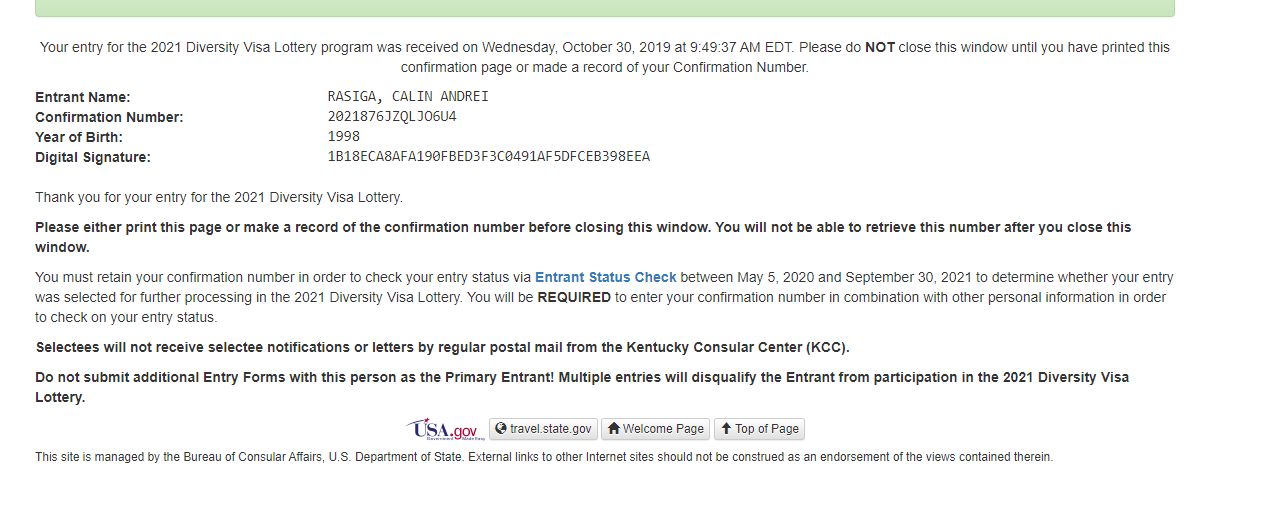 Your entry for the 2021 Diversity Visa Lottery program was received on Wednesday, October 30, 2019 at 9:49:37 AM EDT. Please do NOT close this window until you have printed this
confirmation page or made a record of your Confirmation Number.
Entrant Name: RASIGA, CALIN ANDREI
Confirmation Number: 2021876JZQLJO6U4
Year of Birth: 1998
Digital Signature: 1B18ECA8AFA190FBED3F3C0491AF5DFCEB398EEA
Thank you for your entry for the 2021 Diversity Visa Lottery.
Please either print this page or make a record of the confirmation number before closing this window. You will not be able to retrieve this number after you close this
window.
You must retain your confirmation number in order to check your entry status via Entrant Status Check between May 5, 2020 and September 30, 2021 to determine whether your entry
was selected for further processing in the 2021 Diversity Visa Lottery. You will be REQUIRED to enter your confirmation number in combination with other personal information in order
to check on your entry status.
Selectees will not receive selectee notifications or letters by regular postal mail from the Kentucky Consular Center (KCC).
Do not submit additional Entry Forms with this person as the Primary Entrant! Multiple entries will disqualify the Entrant from participation in the 2021 Diversity Visa
Lottery.
USA.gov travel.state.gov Welcome Page Top of Page
Government Made Easy
This site is managed by the Bureau of Consular Affairs, U.S. Department of State. External links to other Internet sites should not be construed as an endorsement of the views contained therein.